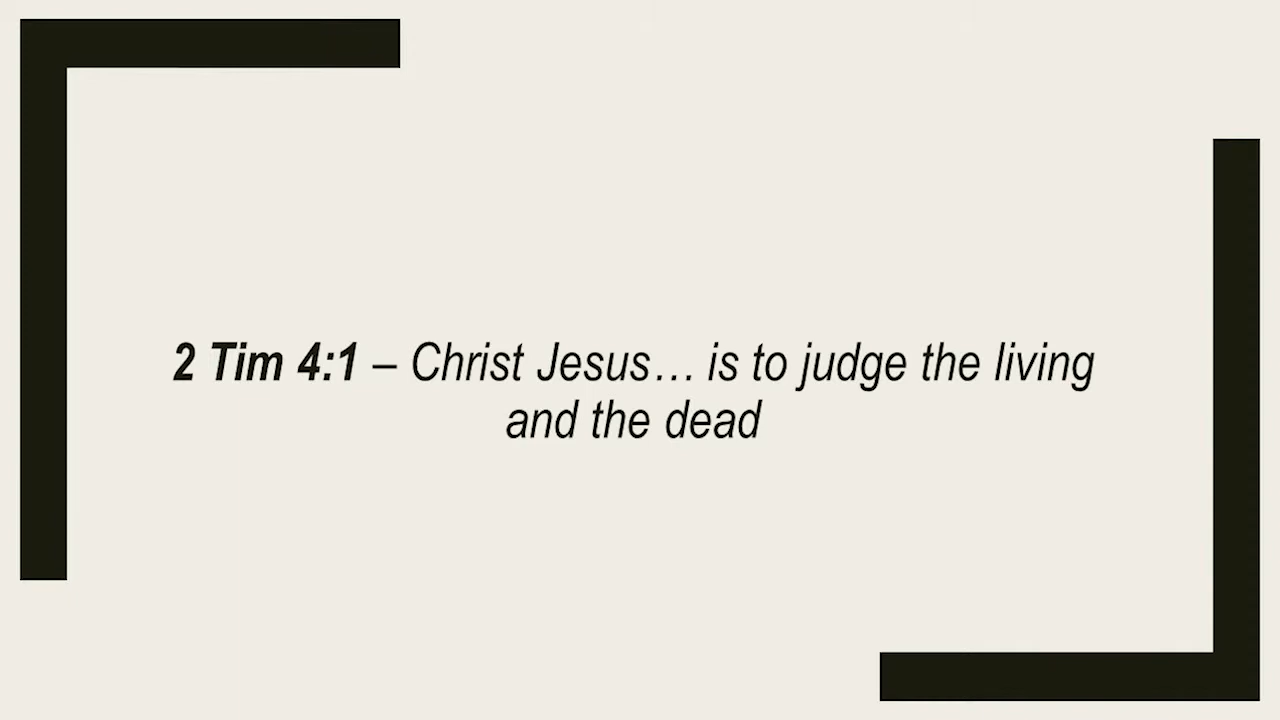 2 Tim 4:1 – Christ Jesus… is to judge the living
and the dead